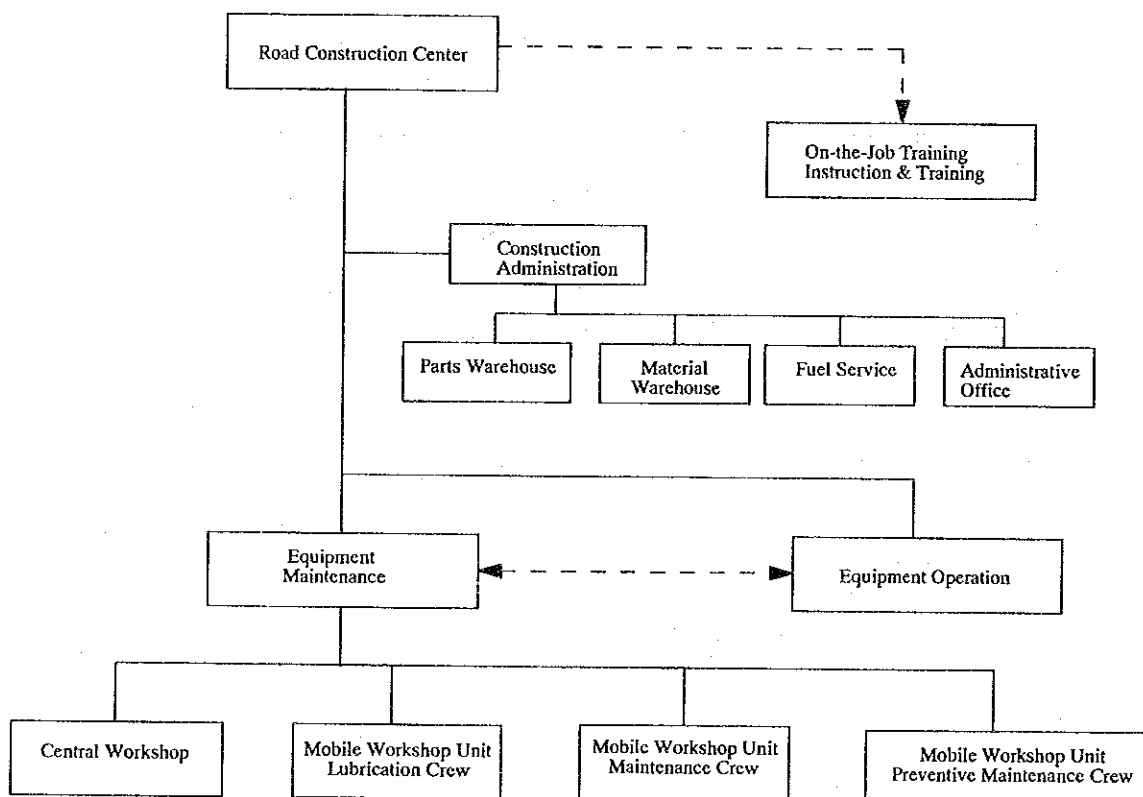 Road Construction Center
On-the-Job Training
Instruction & Training
Construction
Administration
Parts Warehouse
Material
Warehouse
Fuel Service
Administrative
Office
Equipment
Maintenance
Equipment Operation
Central Workshop
Mobile Workshop Unit
Lubrication Crew
Mobile Workshop Unit
Maintenance Crew
Mobile Workshop Unit
Preventive Maintenance Crew